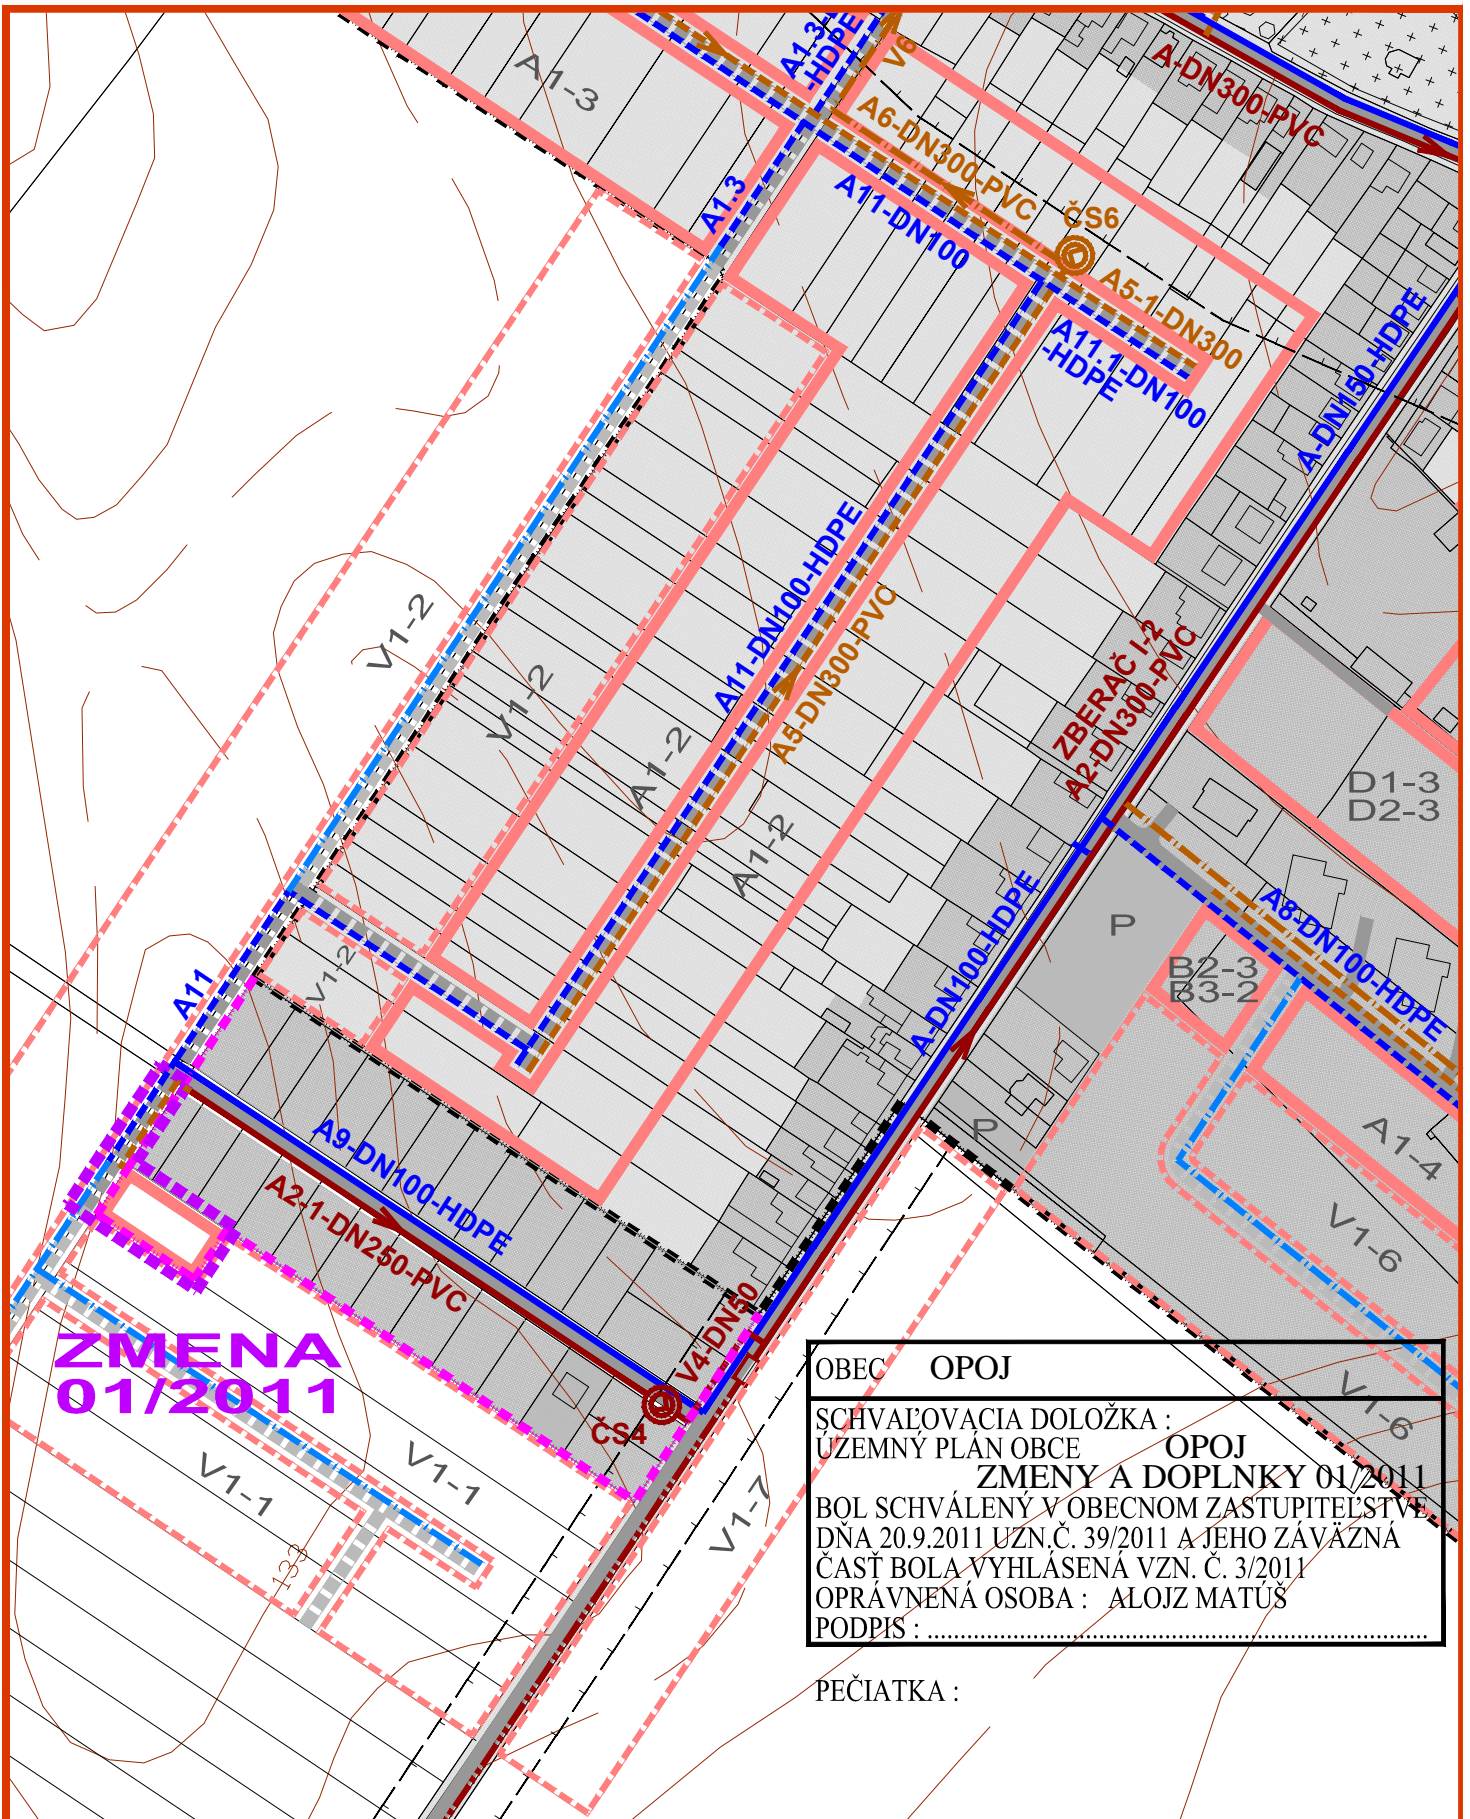 A1-3
A1.3
-HDPE
V6
A-DN300-PVC
A6-DN300-PVC
A11-DN100
A1.3
ČS6
A5-1-DN300
A11.1-DN100
-HDPE
A-DN150-HDPE
V1-2
V1-2
A11-DN100-HDPE
A5-DN300-PVC
A1-2
A1-2
ZBERAČ I-2
A2-DN300-PVC
D1-3
D2-3
P
A-DN100-HDPE
A8-DN100-HDPE
B2-3
B3-2
V1-2
A11
P
A1-4
A9-DN100-HDPE
A2-1-DN250-PVC
V1-6
V4-DN50
ČS4
ZMENA
01/2011
V1-1
V1-1
V1-7
V1-6
133
OBEC OPOJ
SCHVAĽOVACIA DOLOŽKA :
ÚZEMNÝ PLÁN OBCE OPOJ
ZMENY A DOPLNKY 01/2011
BOL SCHVÁLENÝ V OBECNOM ZASTUPITEĽSTVE
DŇA 20.9.2011 UZN.Č. 39/2011 A JEHO ZÁVÄZNÁ
ČASŤ BOLA VYHLÁSENÁ VZN. Č. 3/2011
OPRÁVNENÁ OSOBA : ALOJZ MATÚŠ
PODPIS : ............................................................................
PEČIATKA :